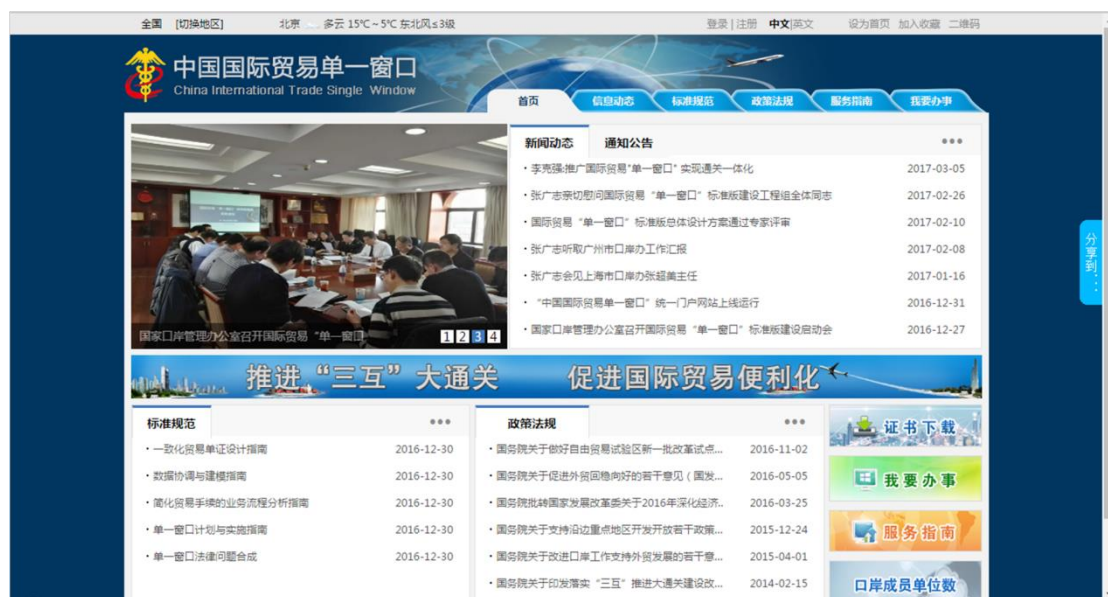 全国 [切换地区] 北京 多云 15℃~5℃ 东北风≤3级 登录 | 注册 中文|英文 设为首页 加入收藏 二维码
中国国际贸易单一窗口
China International Trade Single Window
首页 信息动态 标准规范 政策法规 服务指南 我要办事
国家口岸管理办公室召开国际贸易“单一窗口
1 2 3 4
新闻动态 通知公告
·李克强:推广国际贸易"单一窗口" 实现通关一体化 2017-03-05
·张广志亲切慰问国际贸易“单一窗口”标准版建设工程组全体同志 2017-02-26
·国际贸易“单一窗口”标准版总体设计方案通过专家评审 2017-02-10
·张广志听取广州市口岸办工作汇报 2017-02-08
·张广志会见上海市口岸办张超美主任 2017-01-16
·“中国国际贸易单一窗口”统一门户网站上线运行 2016-12-31
·国家口岸管理办公室召开国际贸易“单一窗口”标准版建设启动会 2016-12-27
分享到：
推进“三互”大通关 促进国际贸易便利化
标准规范
·一致化贸易单证设计指南 2016-12-30
·数据协调与建模指南 2016-12-30
·简化贸易手续的业务流程分析指南 2016-12-30
·单一窗口计划与实施指南 2016-12-30
·单一窗口法律问题合成 2016-12-30
政策法规
·国务院关于做好自由贸易试验区新一批改革试点... 2016-11-02
·国务院关于促进外贸回稳向好的若干意见（国发... 2016-05-05
·国务院批转国家发展改革委关于2016年深化经济.. 2016-03-25
·国务院关于支持沿边重点地区开发开放若干政策... 2015-12-24
·国务院关于改进口岸工作支持外贸发展的若干意... 2015-04-01
·国务院关于印发落实“三互”推进大通关建设改... 2014-02-15
证书下载
我要办事
服务指南
口岸成员单位数